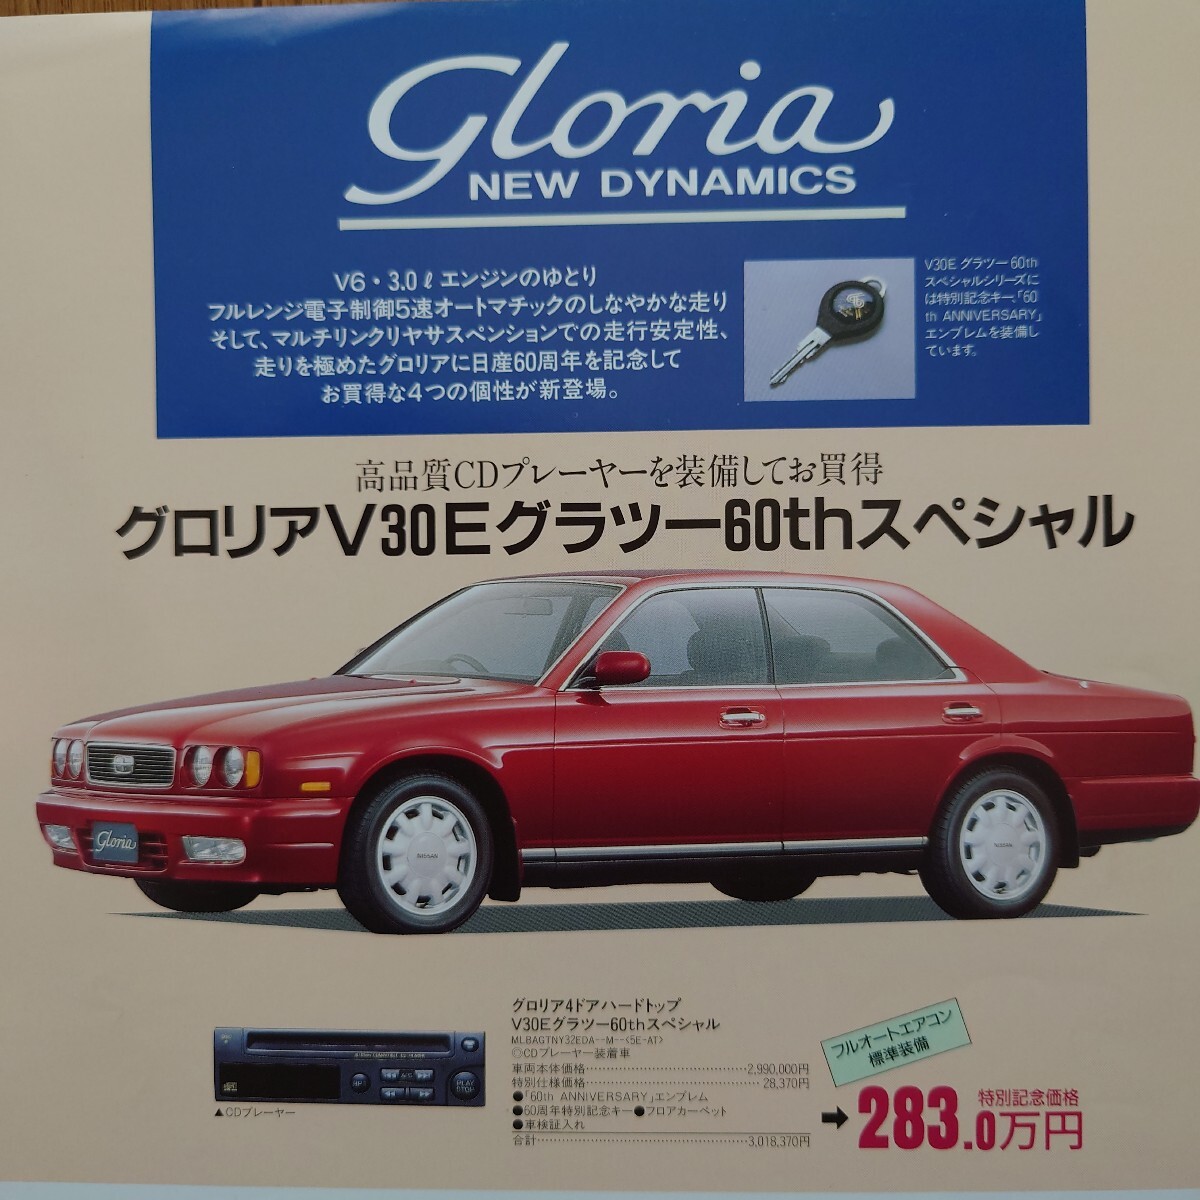 Gloria
NEW DYNAMICS
V6・3.0ℓエンジンのゆとり
フルレンジ電子制御5速オートマチックのしなやかな走り
そして、マルチリンクリヤサスペンションでの走行安定性、
走りを極めたグロリアに日産60周年を記念して
お買得な4つの個性が新登場。
V30E グラツー60th
スペシャルシリーズに
は特別記念キー、「60
th ANNIVERSARY」
エンブレムを装備し
ています。
高品質CDプレーヤーを装備してお買得
グロリアV30Eグラツー60thスペシャル
Gloria
NISSAN
NISSAN
▲CDプレーヤー
RPT
A/S
PLAY
STOP
グロリア4ドアハードトップ
V30Eグラツー60thスペシャル
MLBAGTNY32EDA--M--<5E-AT>
◎CDプレーヤー装着車
車両本体価格 2,990,000円
特別仕様価格 28,370円
●「60th ANNIVERSARY」エンブレム
●60周年特別記念キー●フロアカーペット
●車検証入れ
合計 3,018,370円
フルオートエアコン
標準装備
特別記念価格
➔283.0万円